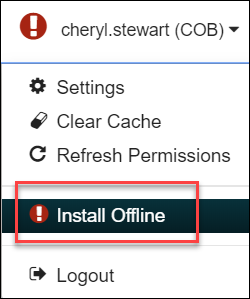 cheryl.stewart (COB)
Settings
Clear Cache
Refresh Permissions
Install Offline
Logout